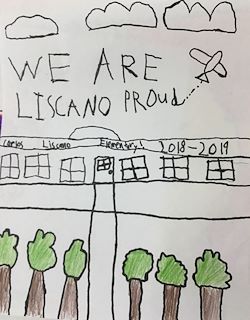 WE ARE
LISCANO PROud
Carlos Liscano Elementary! 2018-2019